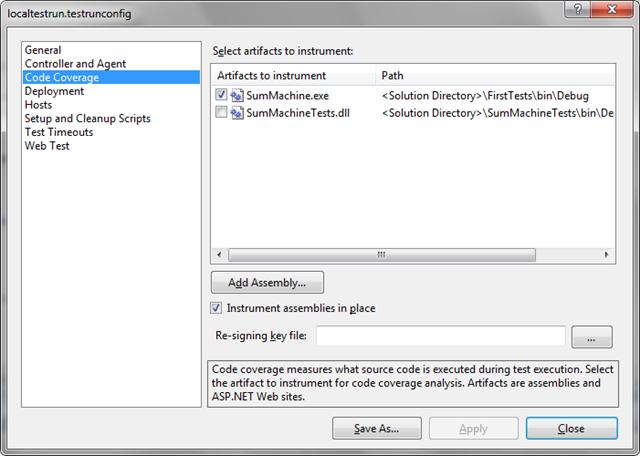 localtestrun.testrunconfig
General
Controller and Agent
Code Coverage
Deployment
Hosts
Setup and Cleanup Scripts
Test Timeouts
Web Test
Select artifacts to instrument:
Artifacts to instrument Path
SumMachine.exe <Solution Directory>\FirstTests\bin\Debug
SumMachineTests.dll <Solution Directory>\SumMachineTests\bin\De
Add Assembly...
Instrument assemblies in place
Re-signing key file:
...
Code coverage measures what source code is executed during test execution. Select
the artifact to instrument for code coverage analysis. Artifacts are assemblies and
ASP.NET Web sites.
Save As... Apply Close